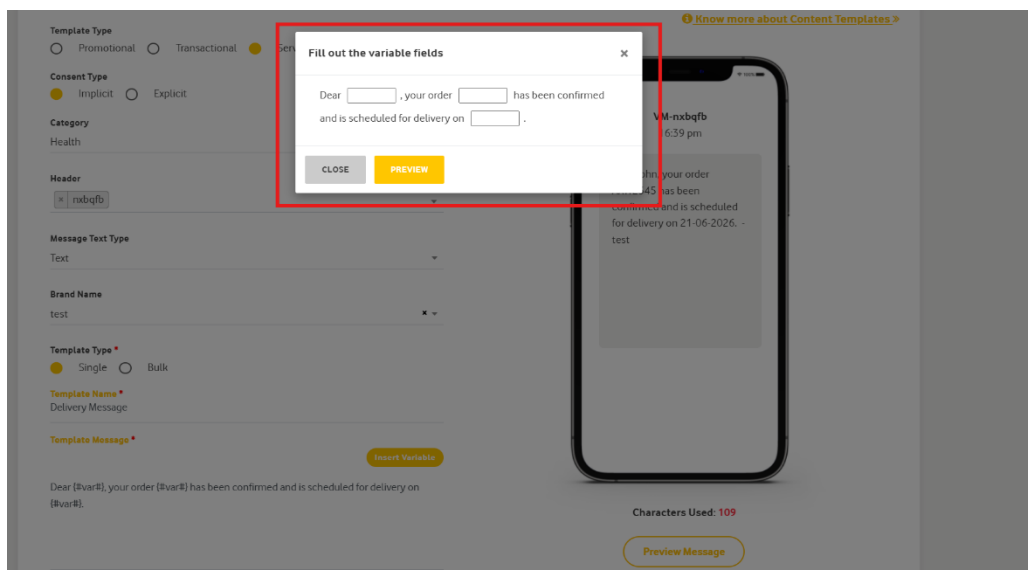 Know more about Content Templates »
Template Type
Promotional Transactional
Consent Type
Implicit Explicit
Category
Health
Header
× nxbqfb
Message Text Type
Text
Brand Name
test
Template Type *
Single Bulk
Template Name *
Delivery Message
Template Message *
Insert Variable
Dear {#var#}, your order {#var#} has been confirmed and is scheduled for delivery on
{#var#}.
Fill out the variable fields ×
Dear , your order has been confirmed
and is scheduled for delivery on .
CLOSE PREVIEW
VM-nxbqfb
6:39 pm
your order
has been
confirmed and is scheduled
for delivery on 21-06-2026. -
test
Characters Used: 109
Preview Message